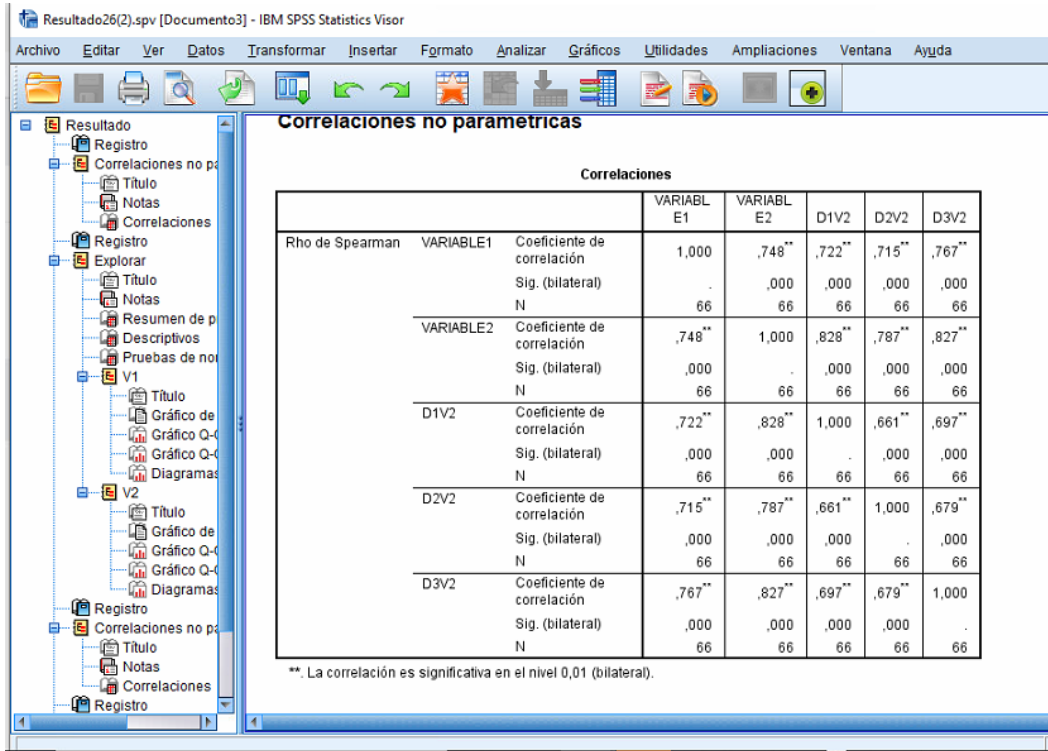 Resultado26(2).spv [Documento3] - IBM SPSS Statistics Visor
Archivo Editar Ver Datos Transformar Insertar Formato Analizar Gráficos Utilidades Ampliaciones Ventana Ayuda
Resultado
Registro
Correlaciones no pa
Título
Notas
Correlaciones
Registro
Explorar
Título
Notas
Resumen de p
Descriptivos
Pruebas de nor
V1
Título
Gráfico de
Gráfico Q-
Gráfico Q-
Diagramas
V2
Título
Gráfico de
Gráfico Q-
Gráfico Q-
Diagramas
Registro
Correlaciones no pa
Título
Notas
Correlaciones
Registro
Correlaciones no paramétricas
Correlaciones
VARIABL E1 VARIABL E2 D1V2 D2V2 D3V2
Rho de Spearman VARIABLE1 Coeficiente de correlación 1,000 ,748** ,722** ,715** ,767**
Sig. (bilateral) . ,000 ,000 ,000 ,000
N 66 66 66 66 66
VARIABLE2 Coeficiente de correlación ,748** 1,000 ,828** ,787** ,827**
Sig. (bilateral) ,000 . ,000 ,000 ,000
N 66 66 66 66 66
D1V2 Coeficiente de correlación ,722** ,828** 1,000 ,661** ,697**
Sig. (bilateral) ,000 ,000 . ,000 ,000
N 66 66 66 66 66
D2V2 Coeficiente de correlación ,715** ,787** ,661** 1,000 ,679**
Sig. (bilateral) ,000 ,000 ,000 . ,000
N 66 66 66 66 66
D3V2 Coeficiente de correlación ,767** ,827** ,697** ,679** 1,000
Sig. (bilateral) ,000 ,000 ,000 ,000 .
N 66 66 66 66 66
**. La correlación es significativa en el nivel 0,01 (bilateral).